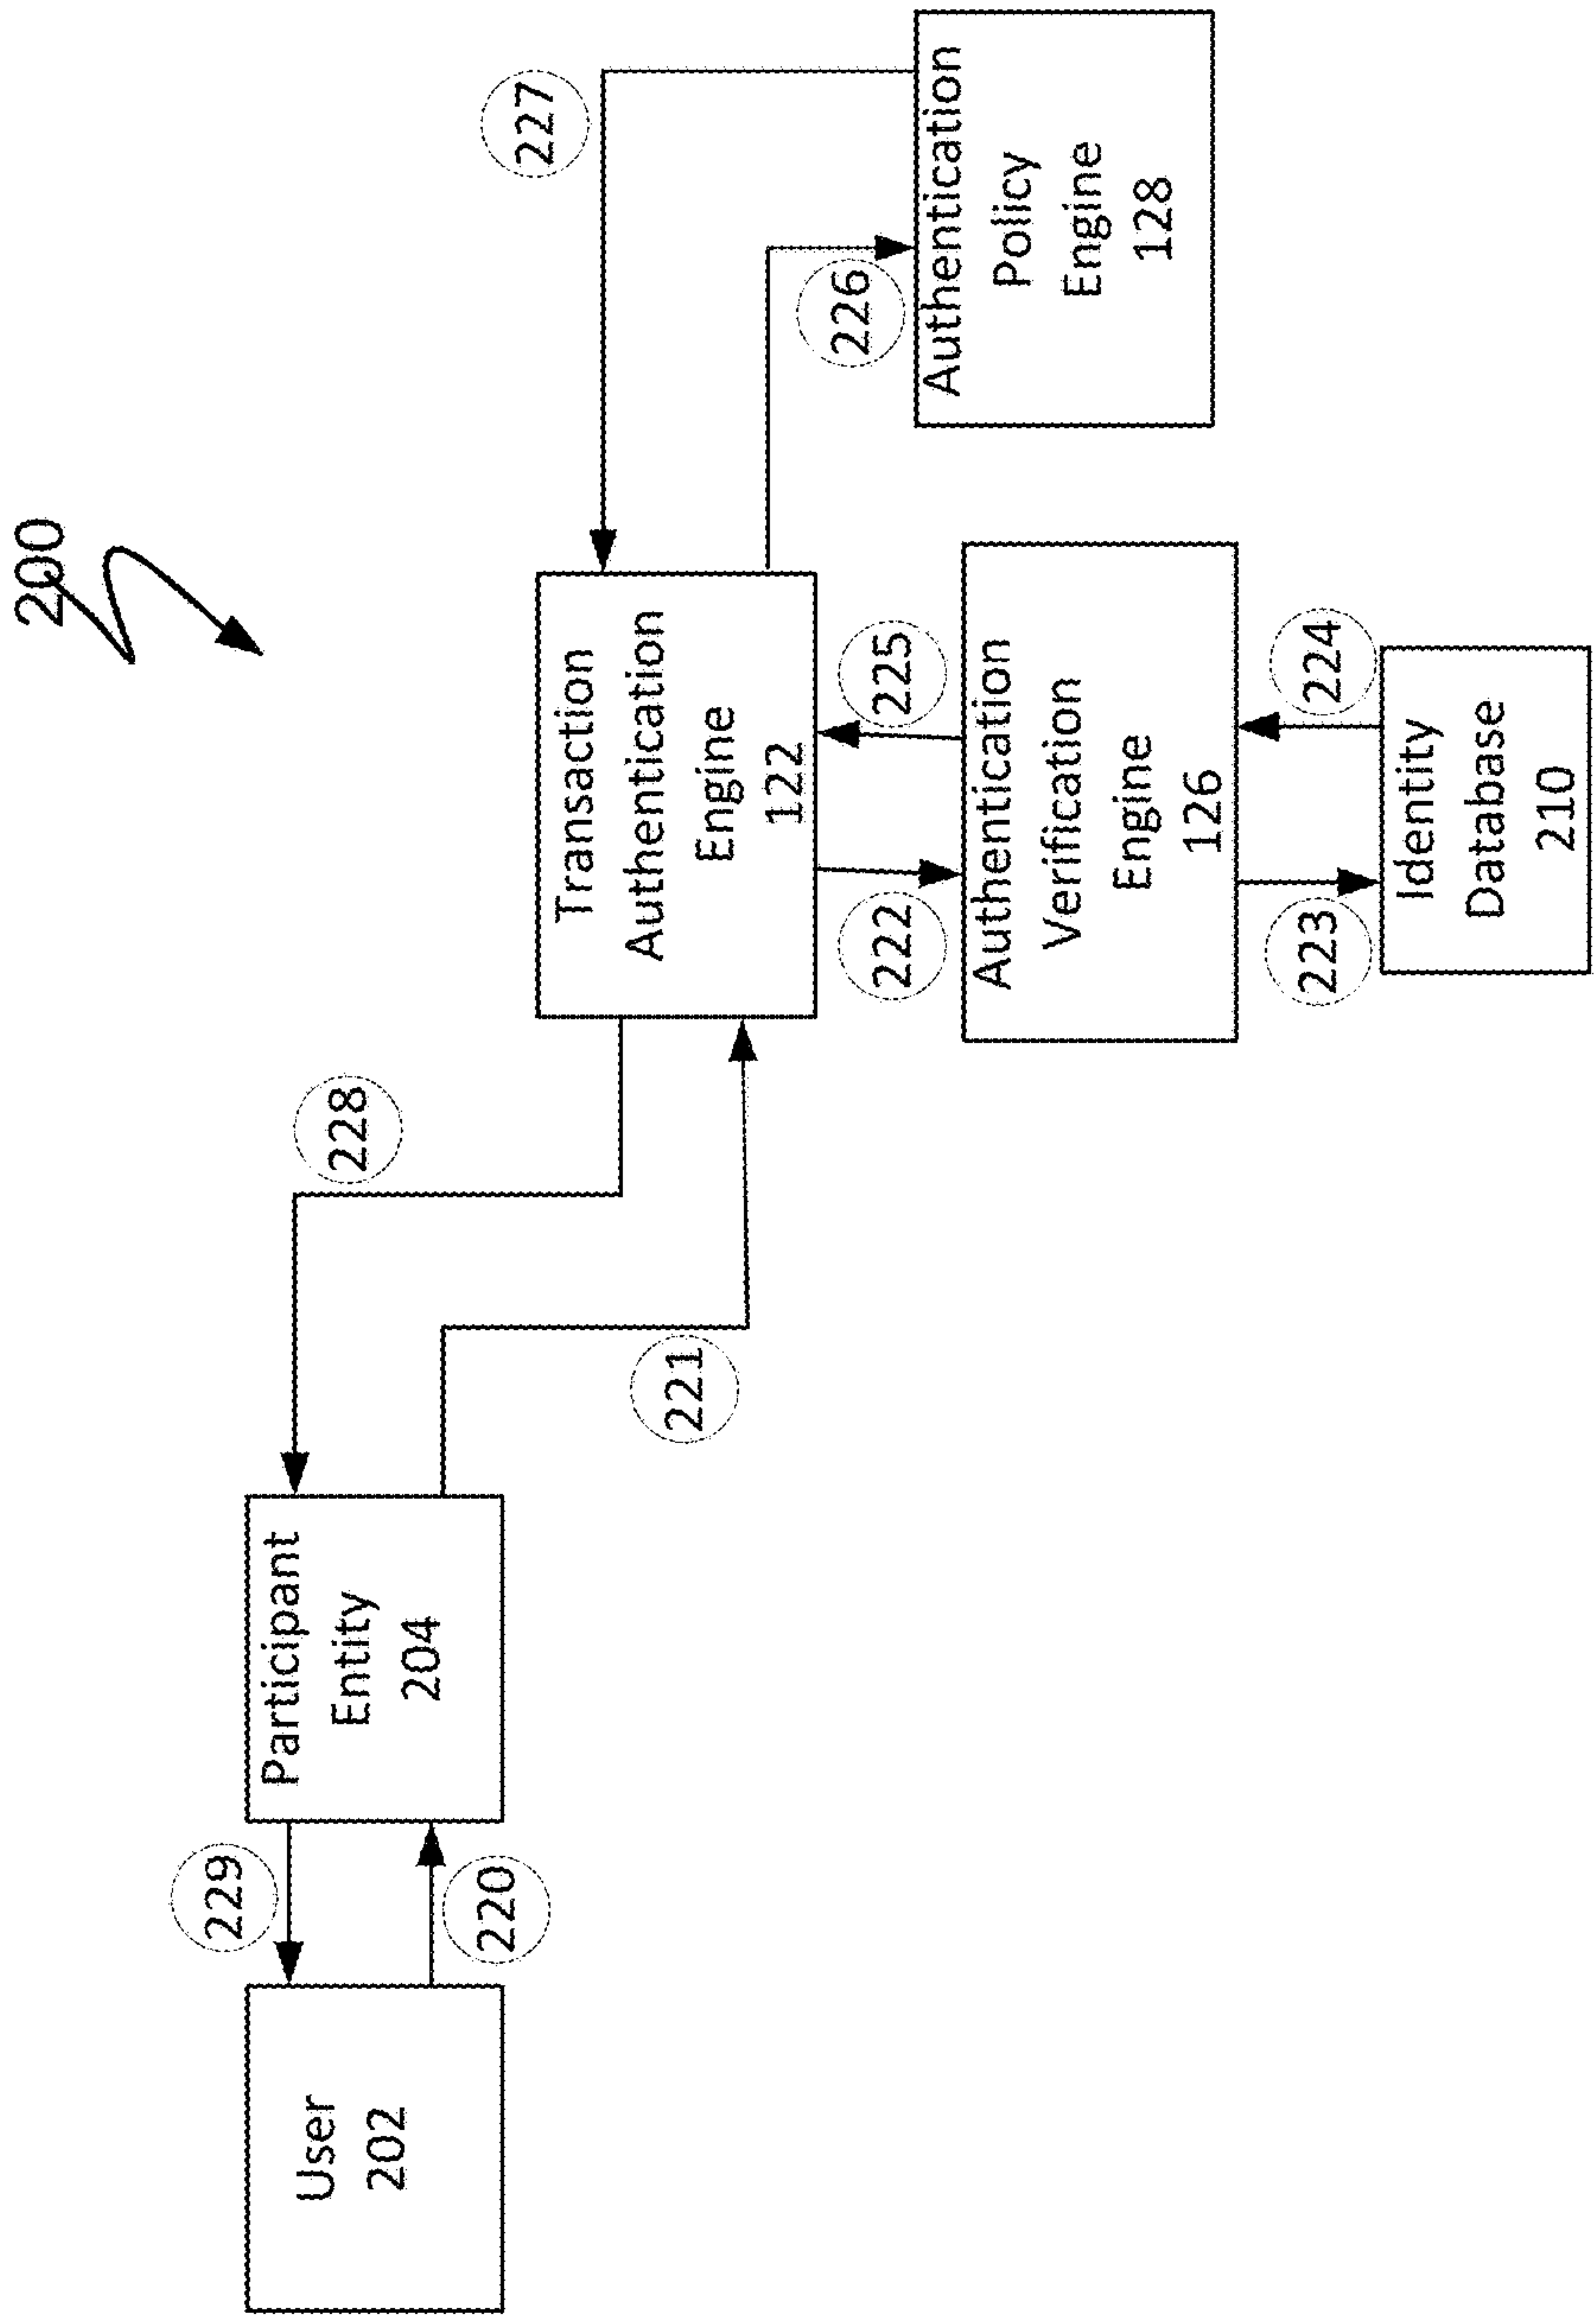 200
User
202
229
220
Participant
Entity
204
228
221
Transaction
Authentication
Engine
122
227
226
Authentication
Policy
Engine
128
222
225
Authentication
Verification
Engine
126
223
224
Identity
Database
210